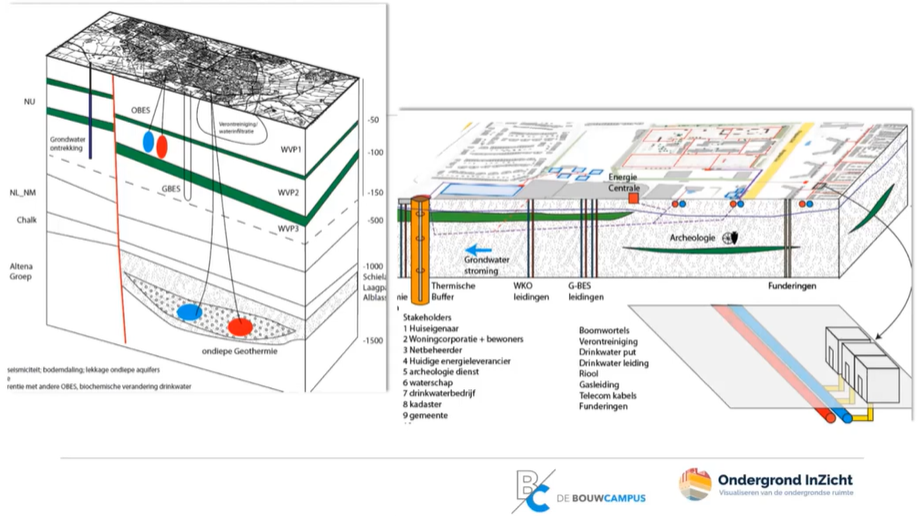 NU
OBES
Verontreiniging/
waterinfiltratie
-50
Grondwater
ontrekking
WVP1
-100
GBES
WVP2
-150
NL_NM
WVP3
-500
Chalk
Altena
Groep
-1000
Schiela
Laagpa
Alblass
-1500
ondiepe Geothermie
seismiciteit; bodemdaling; lekkage ondiepe aquifers
e
rentie met andere OBES, biochemische verandering drinkwater
Energie
Centrale
Archeologie
Grondwater
stroming
nie
Thermische
Buffer
WKO
leidingen
G-BES
leidingen
Funderingen
Stakeholders
1 Huiseigenaar
2 Woningcorporatie + bewoners
3 Netbeheerder
4 Huidige energieleverancier
5 archeologie dienst
6 waterschap
7 drinkwaterbedrijf
8 kadaster
9 gemeente
Boomwortels
Verontreiniging
Drinkwater put
Drinkwater leiding
Riool
Gasleiding
Telecom kabels
Funderingen
BC DE BOUWCAMPUS
Ondergrond InZicht
Visualiseren van de ondergrondse ruimte